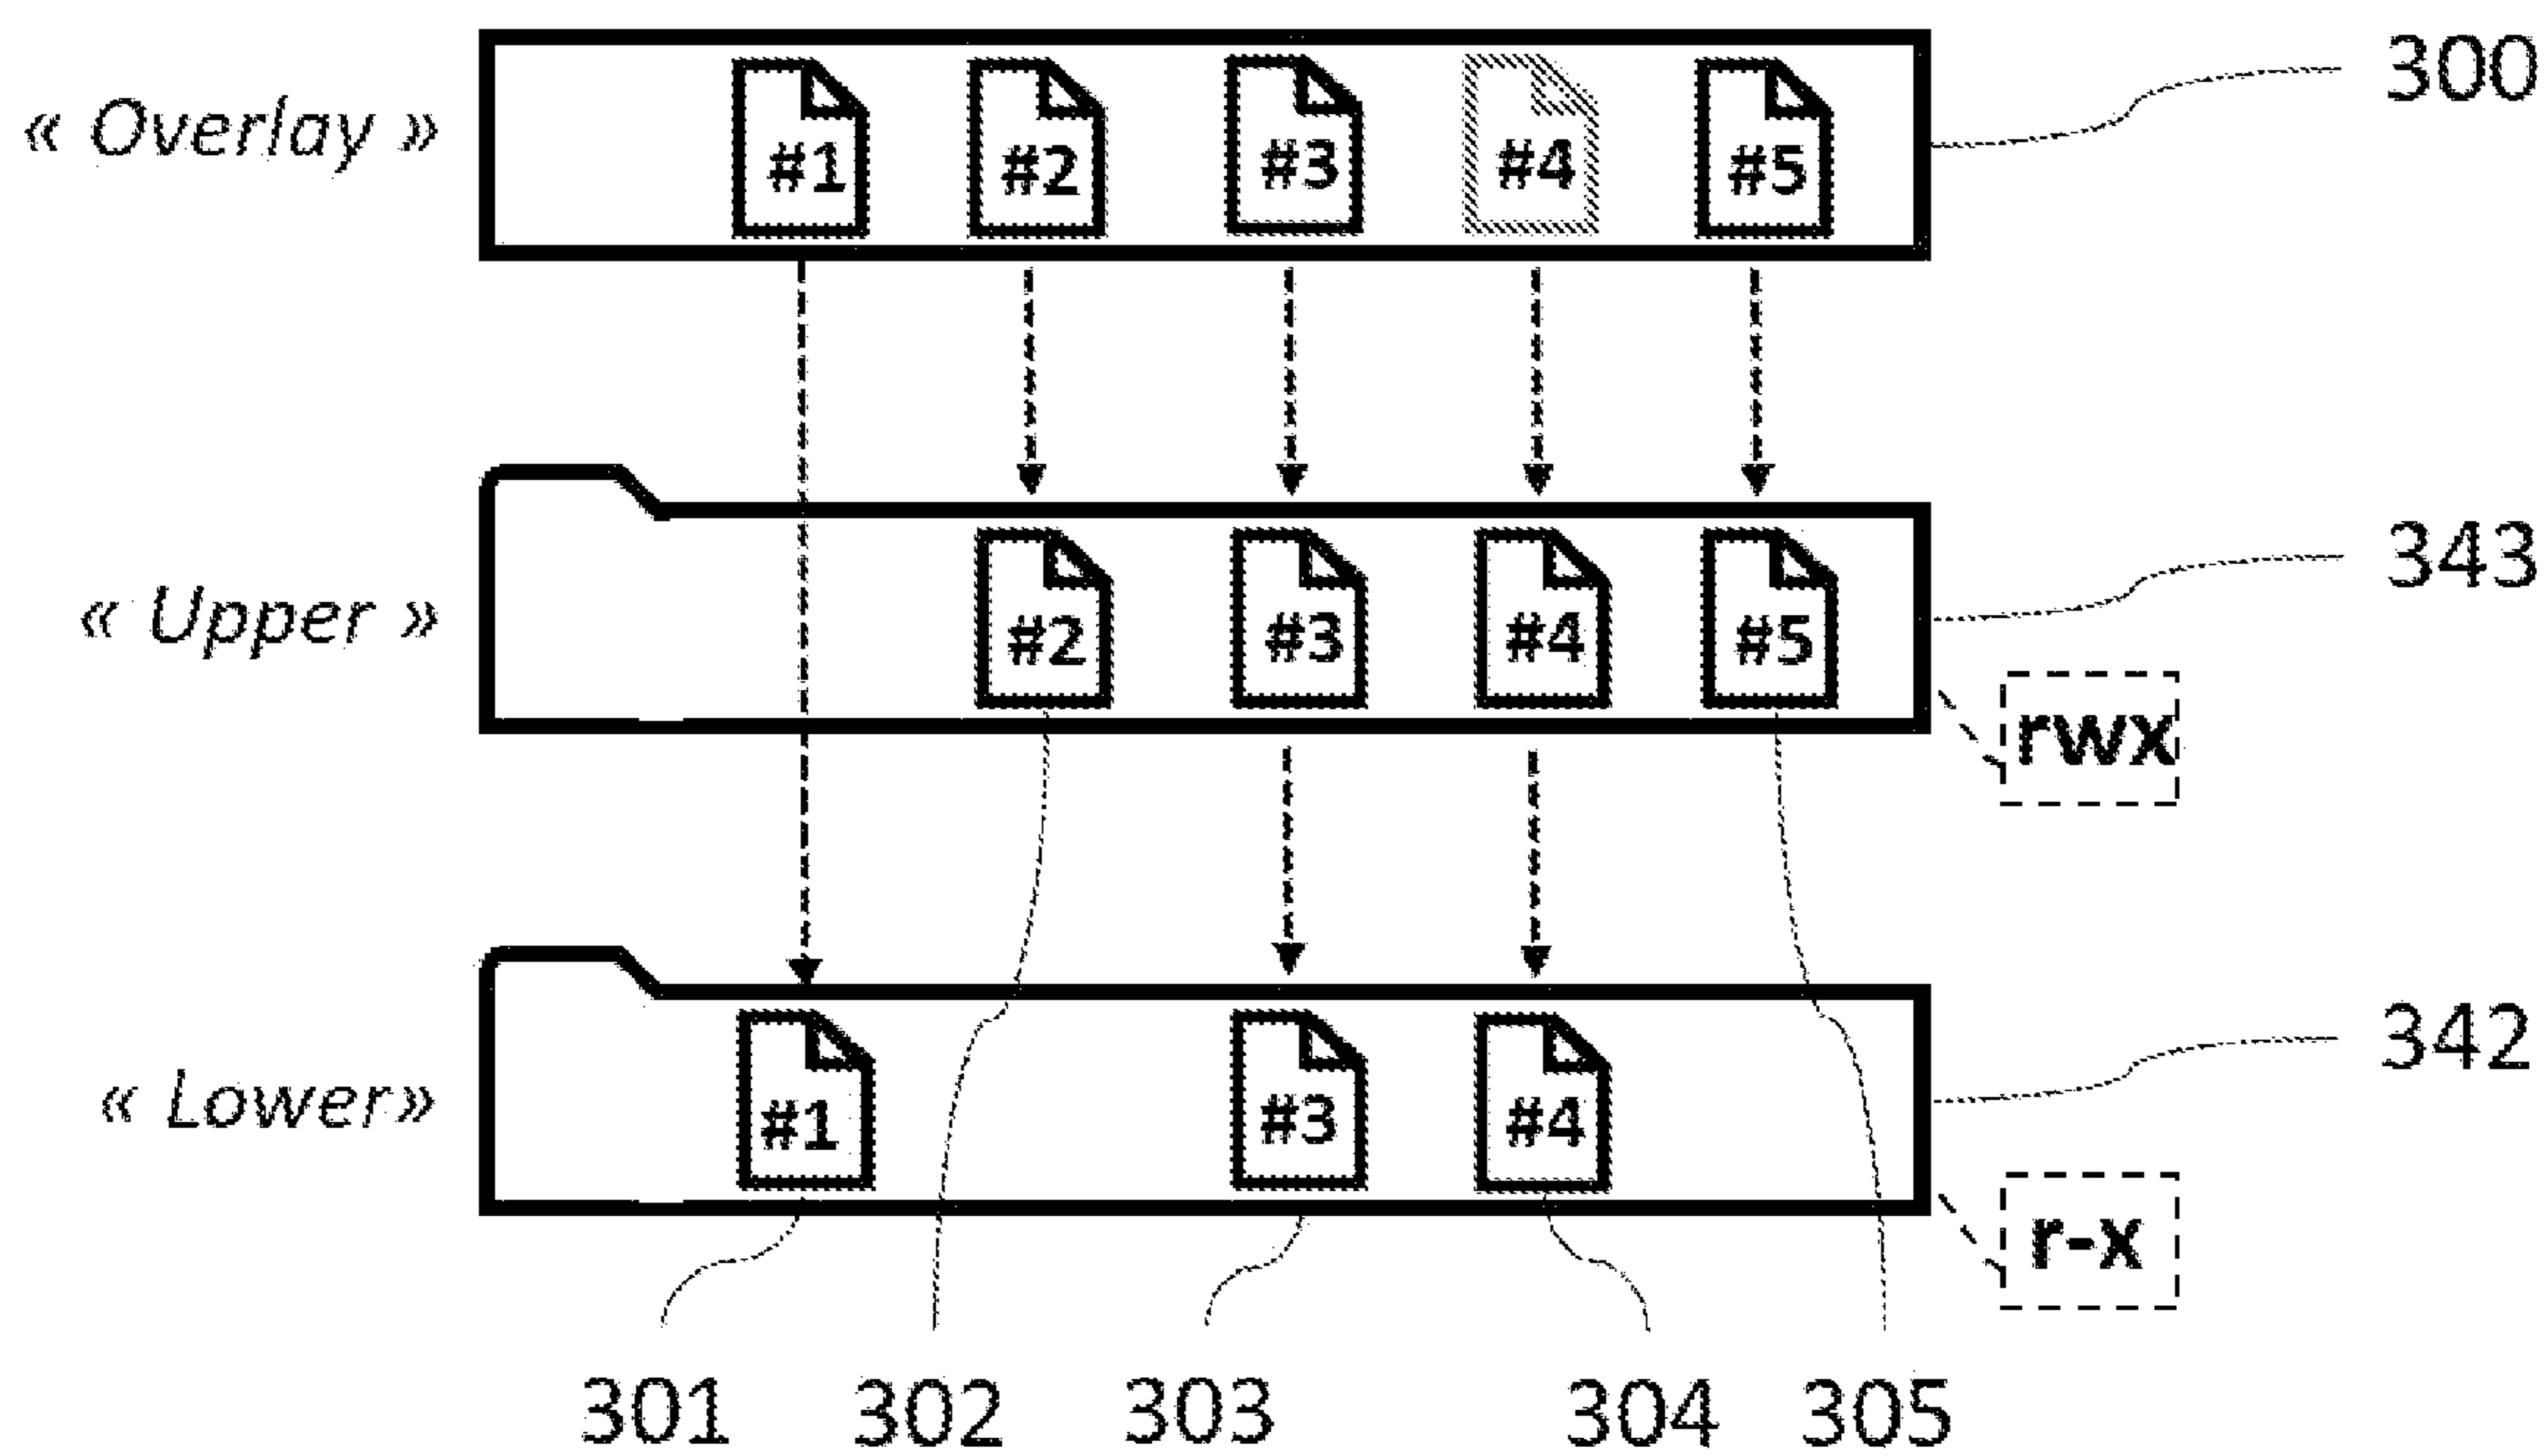 « Overlay » #1 #2 #3 #4 #5 300
« Upper » #2 #3 #4 #5 343
rwx
« Lower» #1 #3 #4 342
r-x
301 302 303 304 305